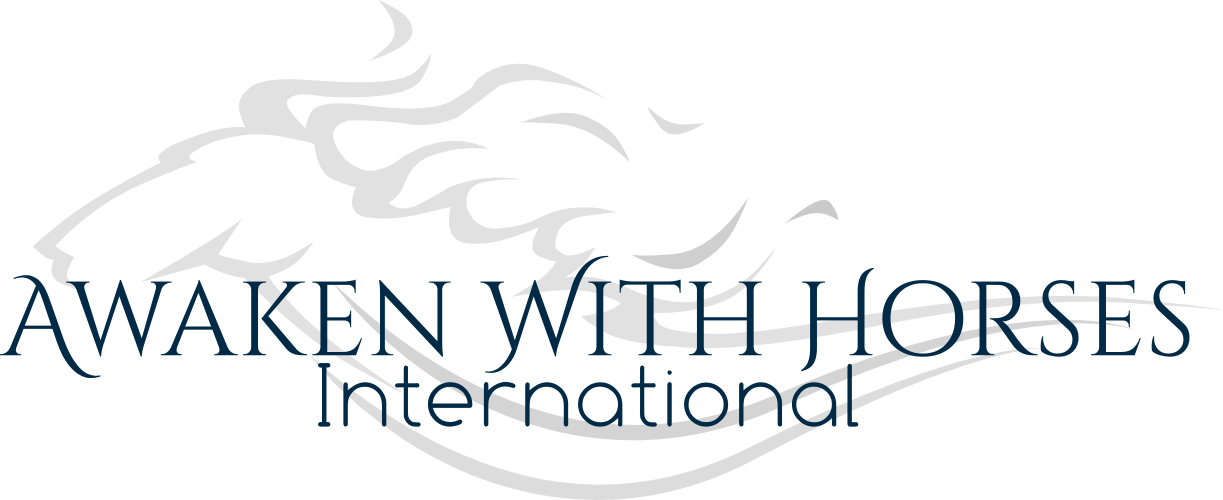 Awaken With Horses
International